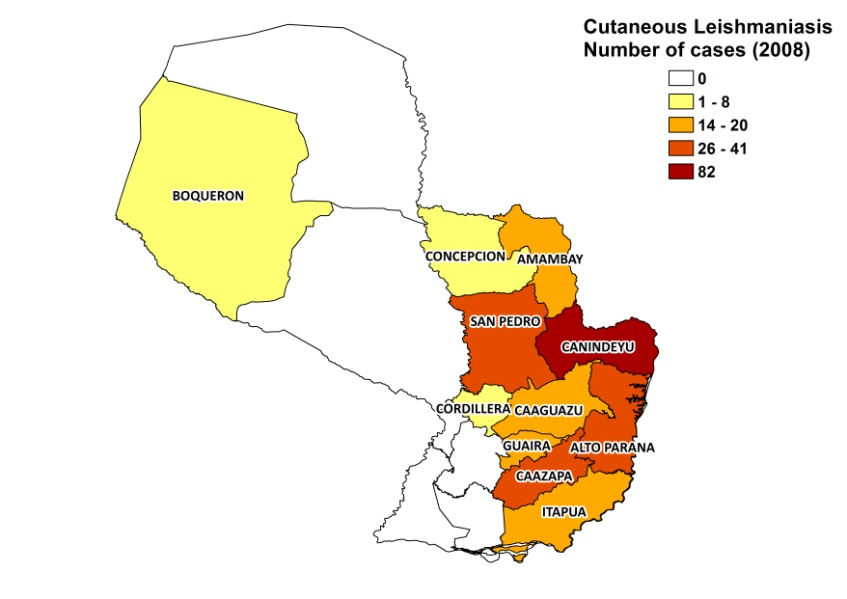 Cutaneous Leishmaniasis
Number of cases (2008)
0
1 - 8
14 - 20
26 - 41
82
BOQUERON
CONCEPCION
AMAMBAY
SAN PEDRO
CANINDEYU
CORDILLERA
CAAGUAZU
GUAIRA
ALTO PARANA
CAAZAPA
ITAPUA